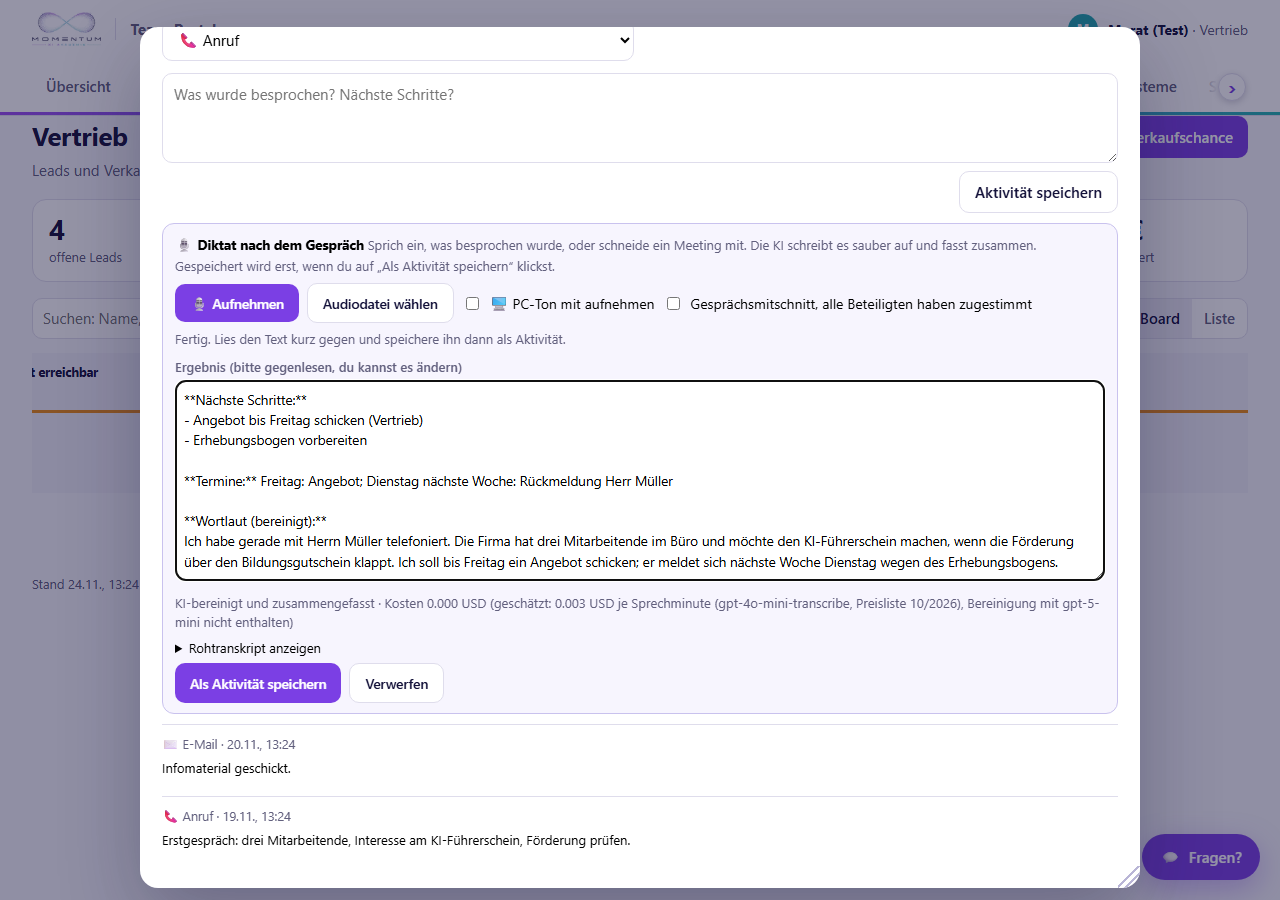 MOMENTUM
Murat (Test) · Vertrieb
Übersicht
steme
Vertrieb
erkaufschance
Leads und Verka
4
offene Leads
ert
Suchen: Name,
Board
Liste
t erreichbar
Stand 24.11., 13:24
Anruf
Was wurde besprochen? Nächste Schritte?
Aktivität speichern
Diktat nach dem Gespräch Sprich ein, was besprochen wurde, oder schneide ein Meeting mit. Die KI schreibt es sauber auf und fasst zusammen.
Gespeichert wird erst, wenn du auf „Als Aktivität speichern“ klickst.
Aufnehmen
Audiodatei wählen
PC-Ton mit aufnehmen
Gesprächsmitschnitt, alle Beteiligten haben zugestimmt
Fertig. Lies den Text kurz gegen und speichere ihn dann als Aktivität.
Ergebnis (bitte gegenlesen, du kannst es ändern)
**Nächste Schritte:**
- Angebot bis Freitag schicken (Vertrieb)
- Erhebungsbogen vorbereiten
**Termine:** Freitag: Angebot; Dienstag nächste Woche: Rückmeldung Herr Müller
**Wortlaut (bereinigt):**
Ich habe gerade mit Herrn Müller telefoniert. Die Firma hat drei Mitarbeitende im Büro und möchte den KI-Führerschein machen, wenn die Förderung
über den Bildungsgutschein klappt. Ich soll bis Freitag ein Angebot schicken; er meldet sich nächste Woche Dienstag wegen des Erhebungsbogens.
KI-bereinigt und zusammengefasst · Kosten 0.000 USD (geschätzt: 0.003 USD je Sprechminute (gpt-4o-mini-transcribe, Preisliste 10/2026), Bereinigung mit gpt-5-
mini nicht enthalten)
Rohtranskript anzeigen
Als Aktivität speichern
Verwerfen
E-Mail · 20.11., 13:24
Infomaterial geschickt.
Anruf · 19.11., 13:24
Erstgespräch: drei Mitarbeitende, Interesse am KI-Führerschein, Förderung prüfen.
Fragen?